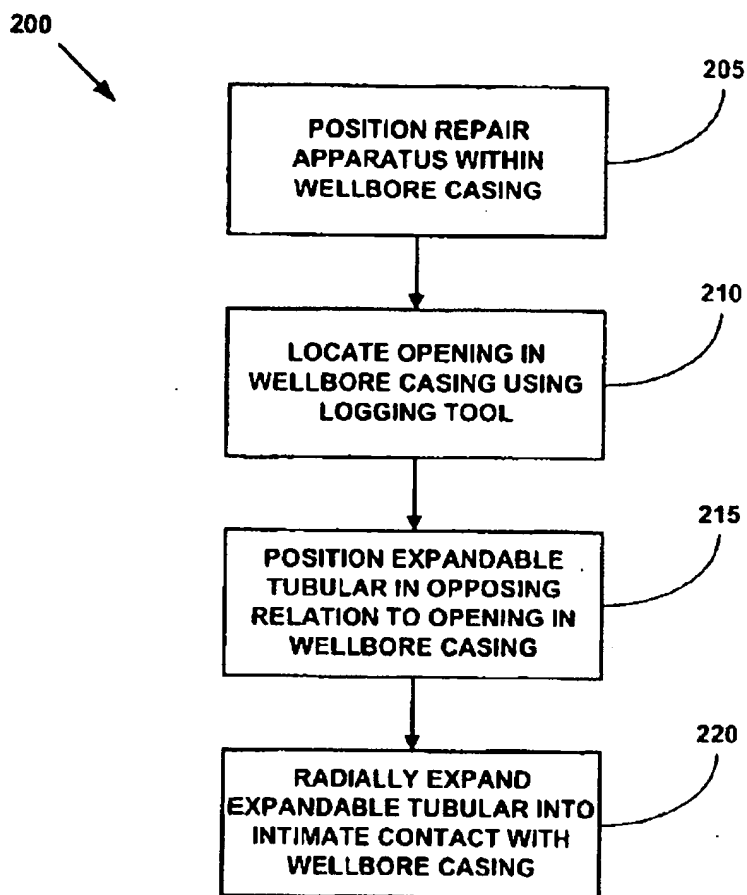 200
205
POSITION REPAIR
APPARATUS WITHIN
WELLBORE CASING
210
LOCATE OPENING IN
WELLBORE CASING USING
LOGGING TOOL
215
POSITION EXPANDABLE
TUBULAR IN OPPOSING
RELATION TO OPENING IN
WELLBORE CASING
220
RADIALLY EXPAND
EXPANDABLE TUBULAR INTO
INTIMATE CONTACT WITH
WELLBORE CASING